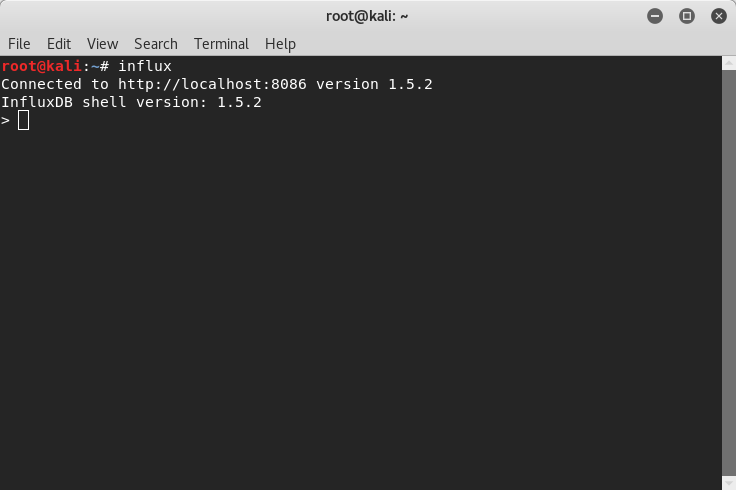 root@kali: ~
File Edit View Search Terminal Help
root@kali:~# influx
Connected to http://localhost:8086 version 1.5.2
InfluxDB shell version: 1.5.2
>